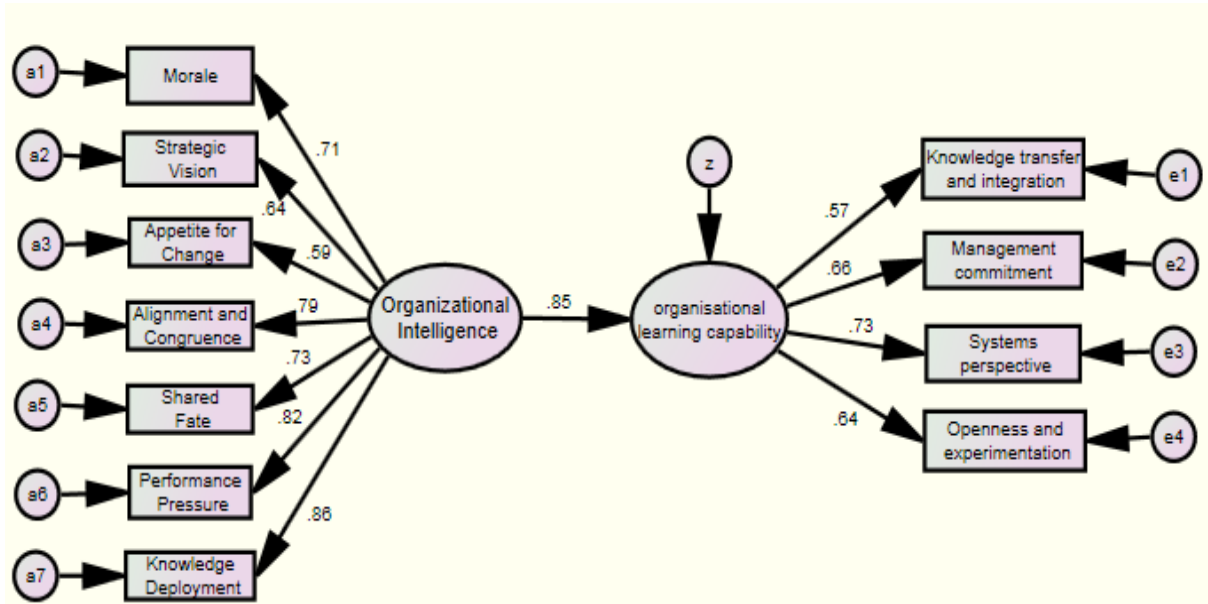 a1
Morale
.71
a2
Strategic
Vision
.64
a3
Appetite for
Change
.59
a4
Alignment and
Congruence
.79
a5
Shared
Fate
.73
a6
Performance
Pressure
.82
a7
Knowledge
Deployment
.86
Organizational
Intelligence
.85
z
organisational
learning capability
.57
Knowledge transfer
and integration
e1
.66
Management
commitment
e2
.73
Systems
perspective
e3
.64
Openness and
experimentation
e4